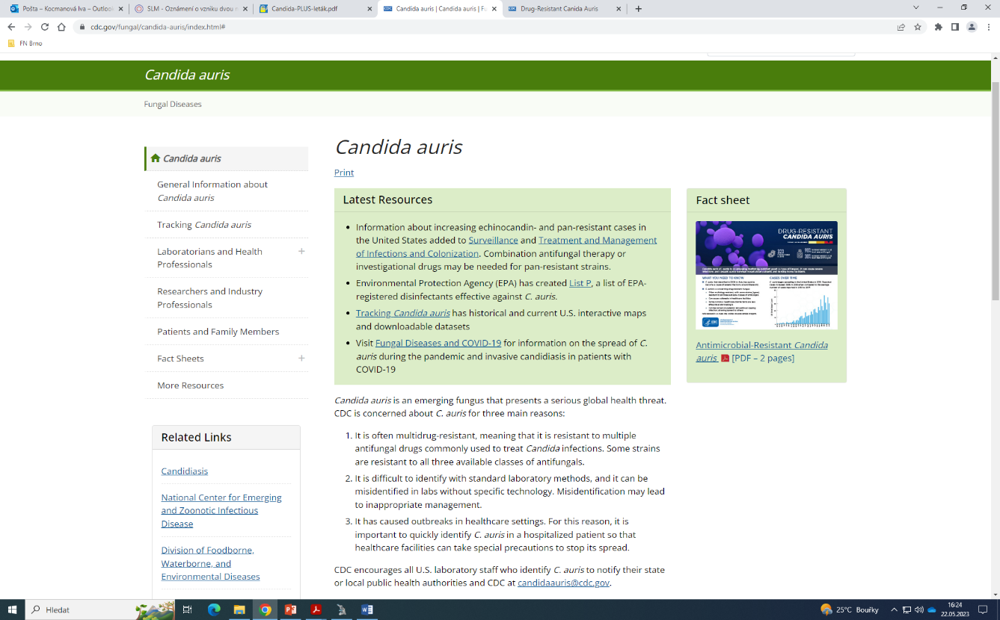 Pošta – Kocmanová Iva – Outlook
SLM - Oznámení o vzniku dvou n
Candida-PLUS-leták.pdf
Candida auris | Candida auris | Fu
Drug-Resistant Canida Auris
cdc.gov/fungal/candida-auris/index.html#
FN Brno
Candida auris
Fungal Diseases
Candida auris
General Information about
Candida auris
Tracking Candida auris
Laboratorians and Health
Professionals
Researchers and Industry
Professionals
Patients and Family Members
Fact Sheets
More Resources
Related Links
Candidiasis
National Center for Emerging
and Zoonotic Infectious
Disease
Division of Foodborne,
Waterborne, and
Environmental Diseases
Candida auris
Print
Latest Resources
• Information about increasing echinocandin- and pan-resistant cases in
the United States added to Surveillance and Treatment and Management
of Infections and Colonization. Combination antifungal therapy or
investigational drugs may be needed for pan-resistant strains.
• Environmental Protection Agency (EPA) has created List P, a list of EPA-
registered disinfectants effective against C. auris.
• Tracking Candida auris has historical and current U.S. interactive maps
and downloadable datasets
• Visit Fungal Diseases and COVID-19 for information on the spread of C.
auris during the pandemic and invasive candidiasis in patients with
COVID-19
Candida auris is an emerging fungus that presents a serious global health threat.
CDC is concerned about C. auris for three main reasons:
1. It is often multidrug-resistant, meaning that it is resistant to multiple
antifungal drugs commonly used to treat Candida infections. Some strains
are resistant to all three available classes of antifungals.
2. It is difficult to identify with standard laboratory methods, and it can be
misidentified in labs without specific technology. Misidentification may lead
to inappropriate management.
3. It has caused outbreaks in healthcare settings. For this reason, it is
important to quickly identify C. auris in a hospitalized patient so that
healthcare facilities can take special precautions to stop its spread.
CDC encourages all U.S. laboratory staff who identify C. auris to notify their state
or local public health authorities and CDC at candidaauris@cdc.gov.
Fact sheet
DRUG-RESISTANT
CANDIDA AURIS
WHAT YOU NEED TO KNOW
CASES OVER TIME
Antimicrobial-Resistant Candida
auris [PDF – 2 pages]
Hledat
25°C Bouřky
16:24
22.05.2023